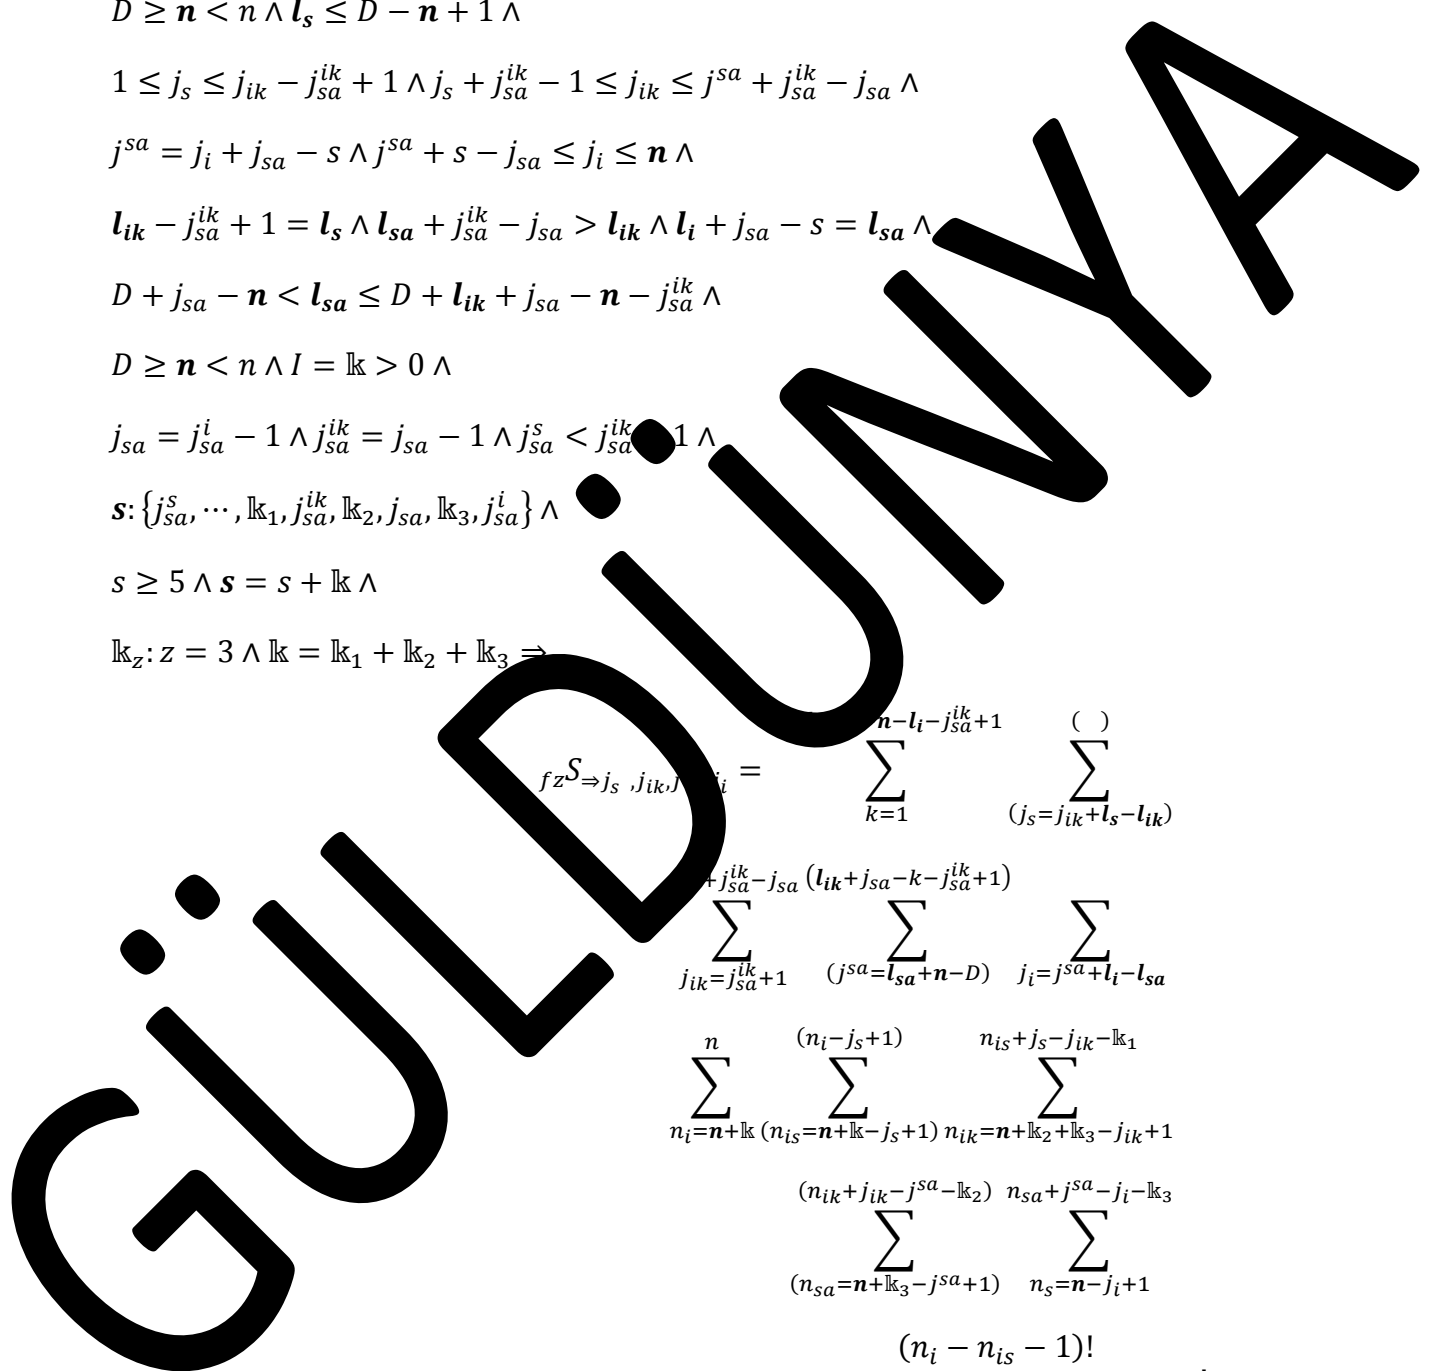 D ≥ n < n ∧ l_s ≤ D − n + 1 ∧
1 ≤ j_s ≤ j_ik − j_sa^ik + 1 ∧ j_s + j_sa^ik − 1 ≤ j_ik ≤ j^sa + j_sa^ik − j_sa ∧
j^sa = j_i + j_sa − s ∧ j^sa + s − j_sa ≤ j_i ≤ n ∧
l_ik − j_sa^ik + 1 = l_s ∧ l_sa + j_sa^ik − j_sa > l_ik ∧ l_i + j_sa − s = l_sa ∧
D + j_sa − n < l_sa ≤ D + l_ik + j_sa − n − j_sa^ik ∧
D ≥ n < n ∧ I = 𝕜 > 0 ∧
j_sa = j_sa^i − 1 ∧ j_sa^ik = j_sa − 1 ∧ j_sa^s < j_sa^ik 1 ∧
s: {j_sa^s, ⋯, 𝕜_1, j_sa^ik, 𝕜_2, j_sa, 𝕜_3, j_sa^i} ∧
s ≥ 5 ∧ s = s + 𝕜 ∧
𝕜_z: z = 3 ∧ 𝕜 = 𝕜_1 + 𝕜_2 + 𝕜_3 ⇒
n−l_i−j_sa^ik+1 ( )
fzS⇒j_s ,j_ik,j i = ∑ ∑
k=1 (j_s=j_ik+l_s−l_ik)
+j_sa^ik−j_sa (l_ik+j_sa−k−j_sa^ik+1)
∑ ∑ ∑
j_ik=j_sa^ik+1 (j^sa=l_sa+n−D) j_i=j^sa+l_i−l_sa
n (n_i−j_s+1) n_is+j_s−j_ik−𝕜_1
∑ ∑ ∑
n_i=n+𝕜 (n_is=n+𝕜−j_s+1) n_ik=n+𝕜_2+𝕜_3−j_ik+1
(n_ik+j_ik−j^sa−𝕜_2) n_sa+j^sa−j_i−𝕜_3
∑ ∑
(n_sa=n+𝕜_3−j^sa+1) n_s=n−j_i+1
(n_i − n_is − 1)!
GÜLDÜNYA